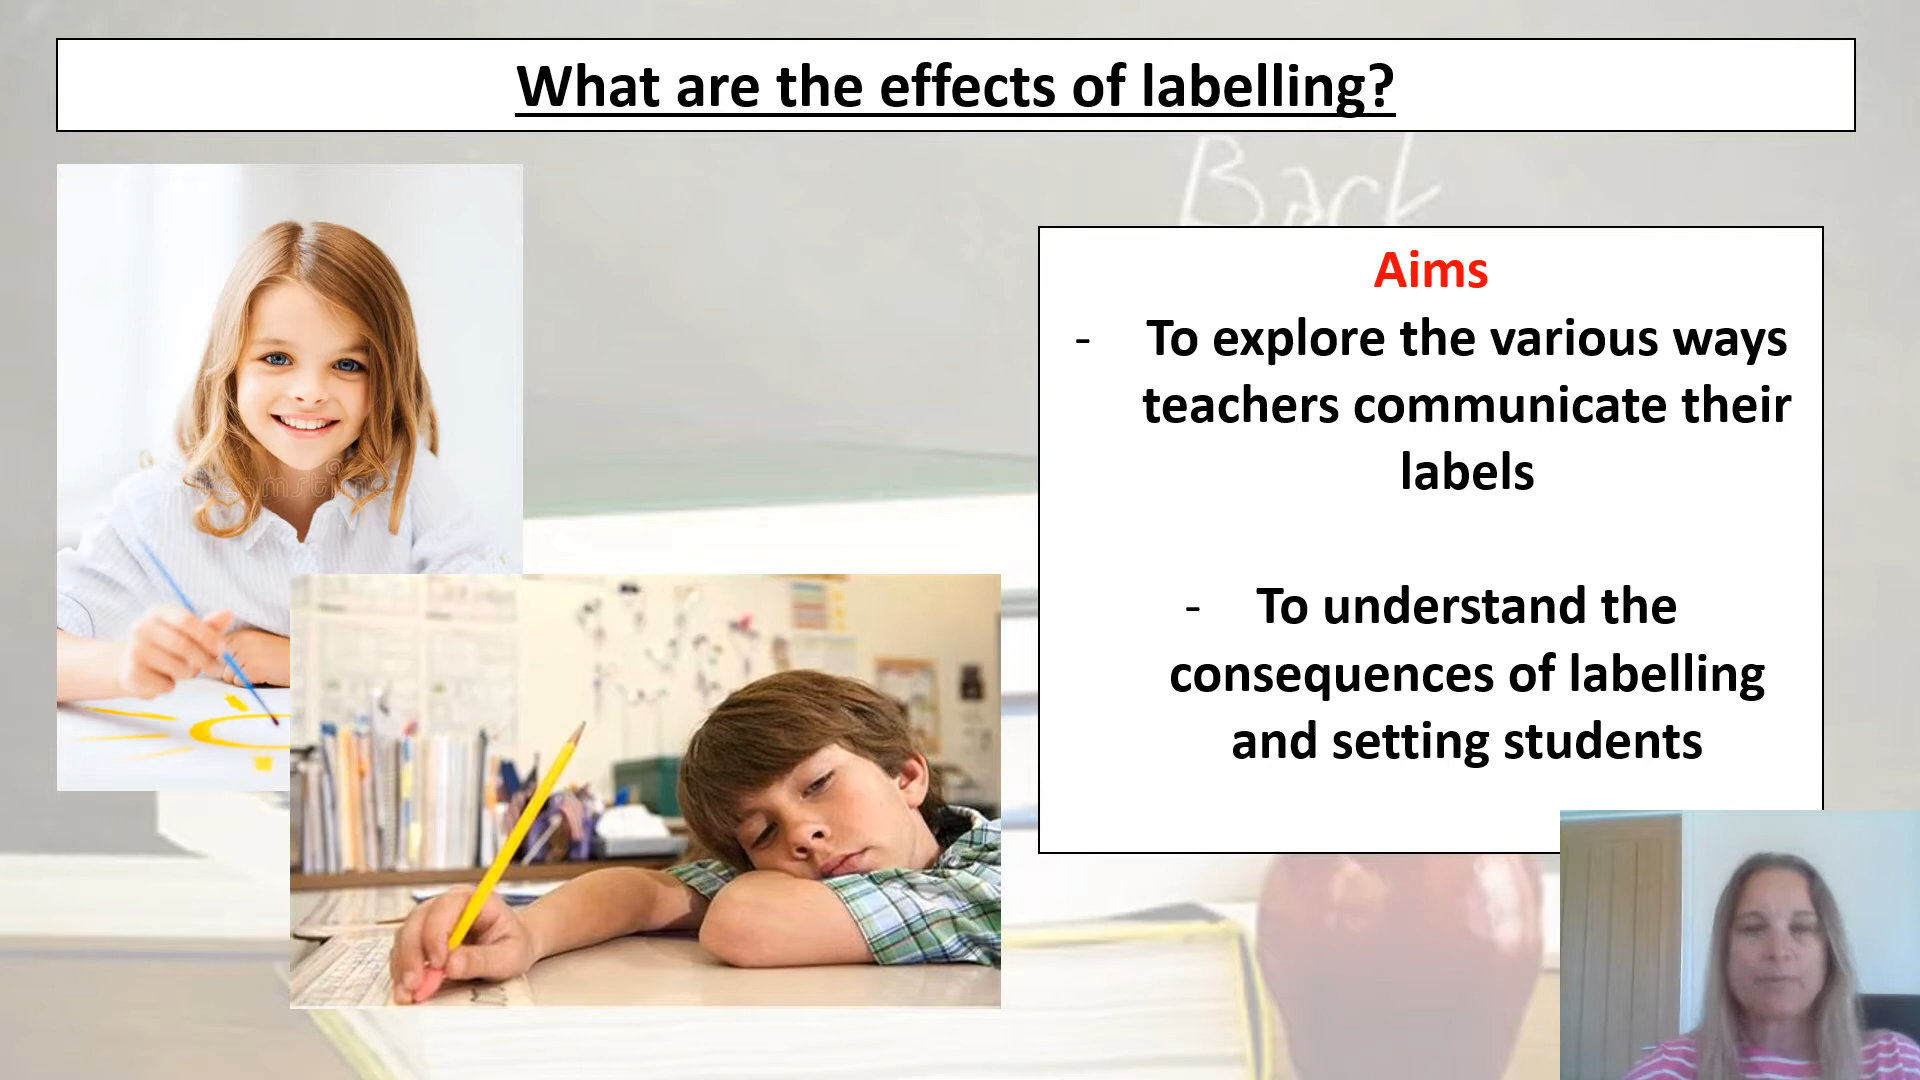 What are the effects of labelling?
Back
Aims
- To explore the various ways
teachers communicate their
labels
- To understand the
consequences of labelling
and setting students